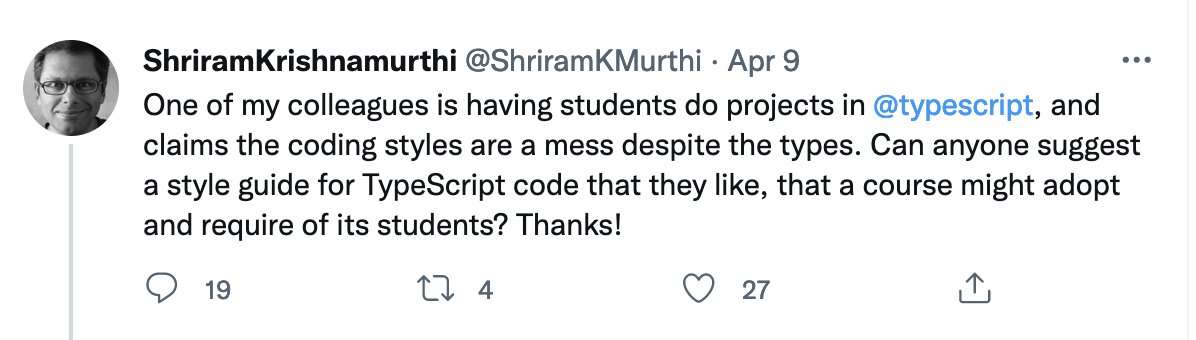 ShriramKrishnamurthi @ShriramKMurthi · Apr 9
One of my colleagues is having students do projects in @typescript, and
claims the coding styles are a mess despite the types. Can anyone suggest
a style guide for TypeScript code that they like, that a course might adopt
and require of its students? Thanks!
19 4 27